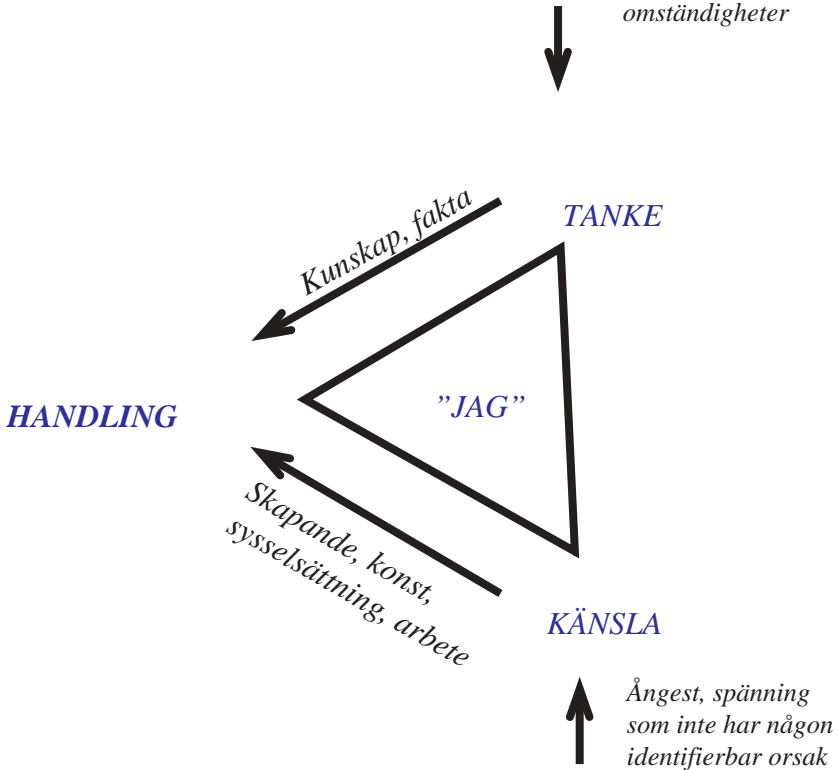 omständigheter
TANKE
Kunskap, fakta
”JAG”
HANDLING
Skapande, konst,
sysselsättning, arbete
KÄNSLA
Ångest, spänning
som inte har någon
identifierbar orsak